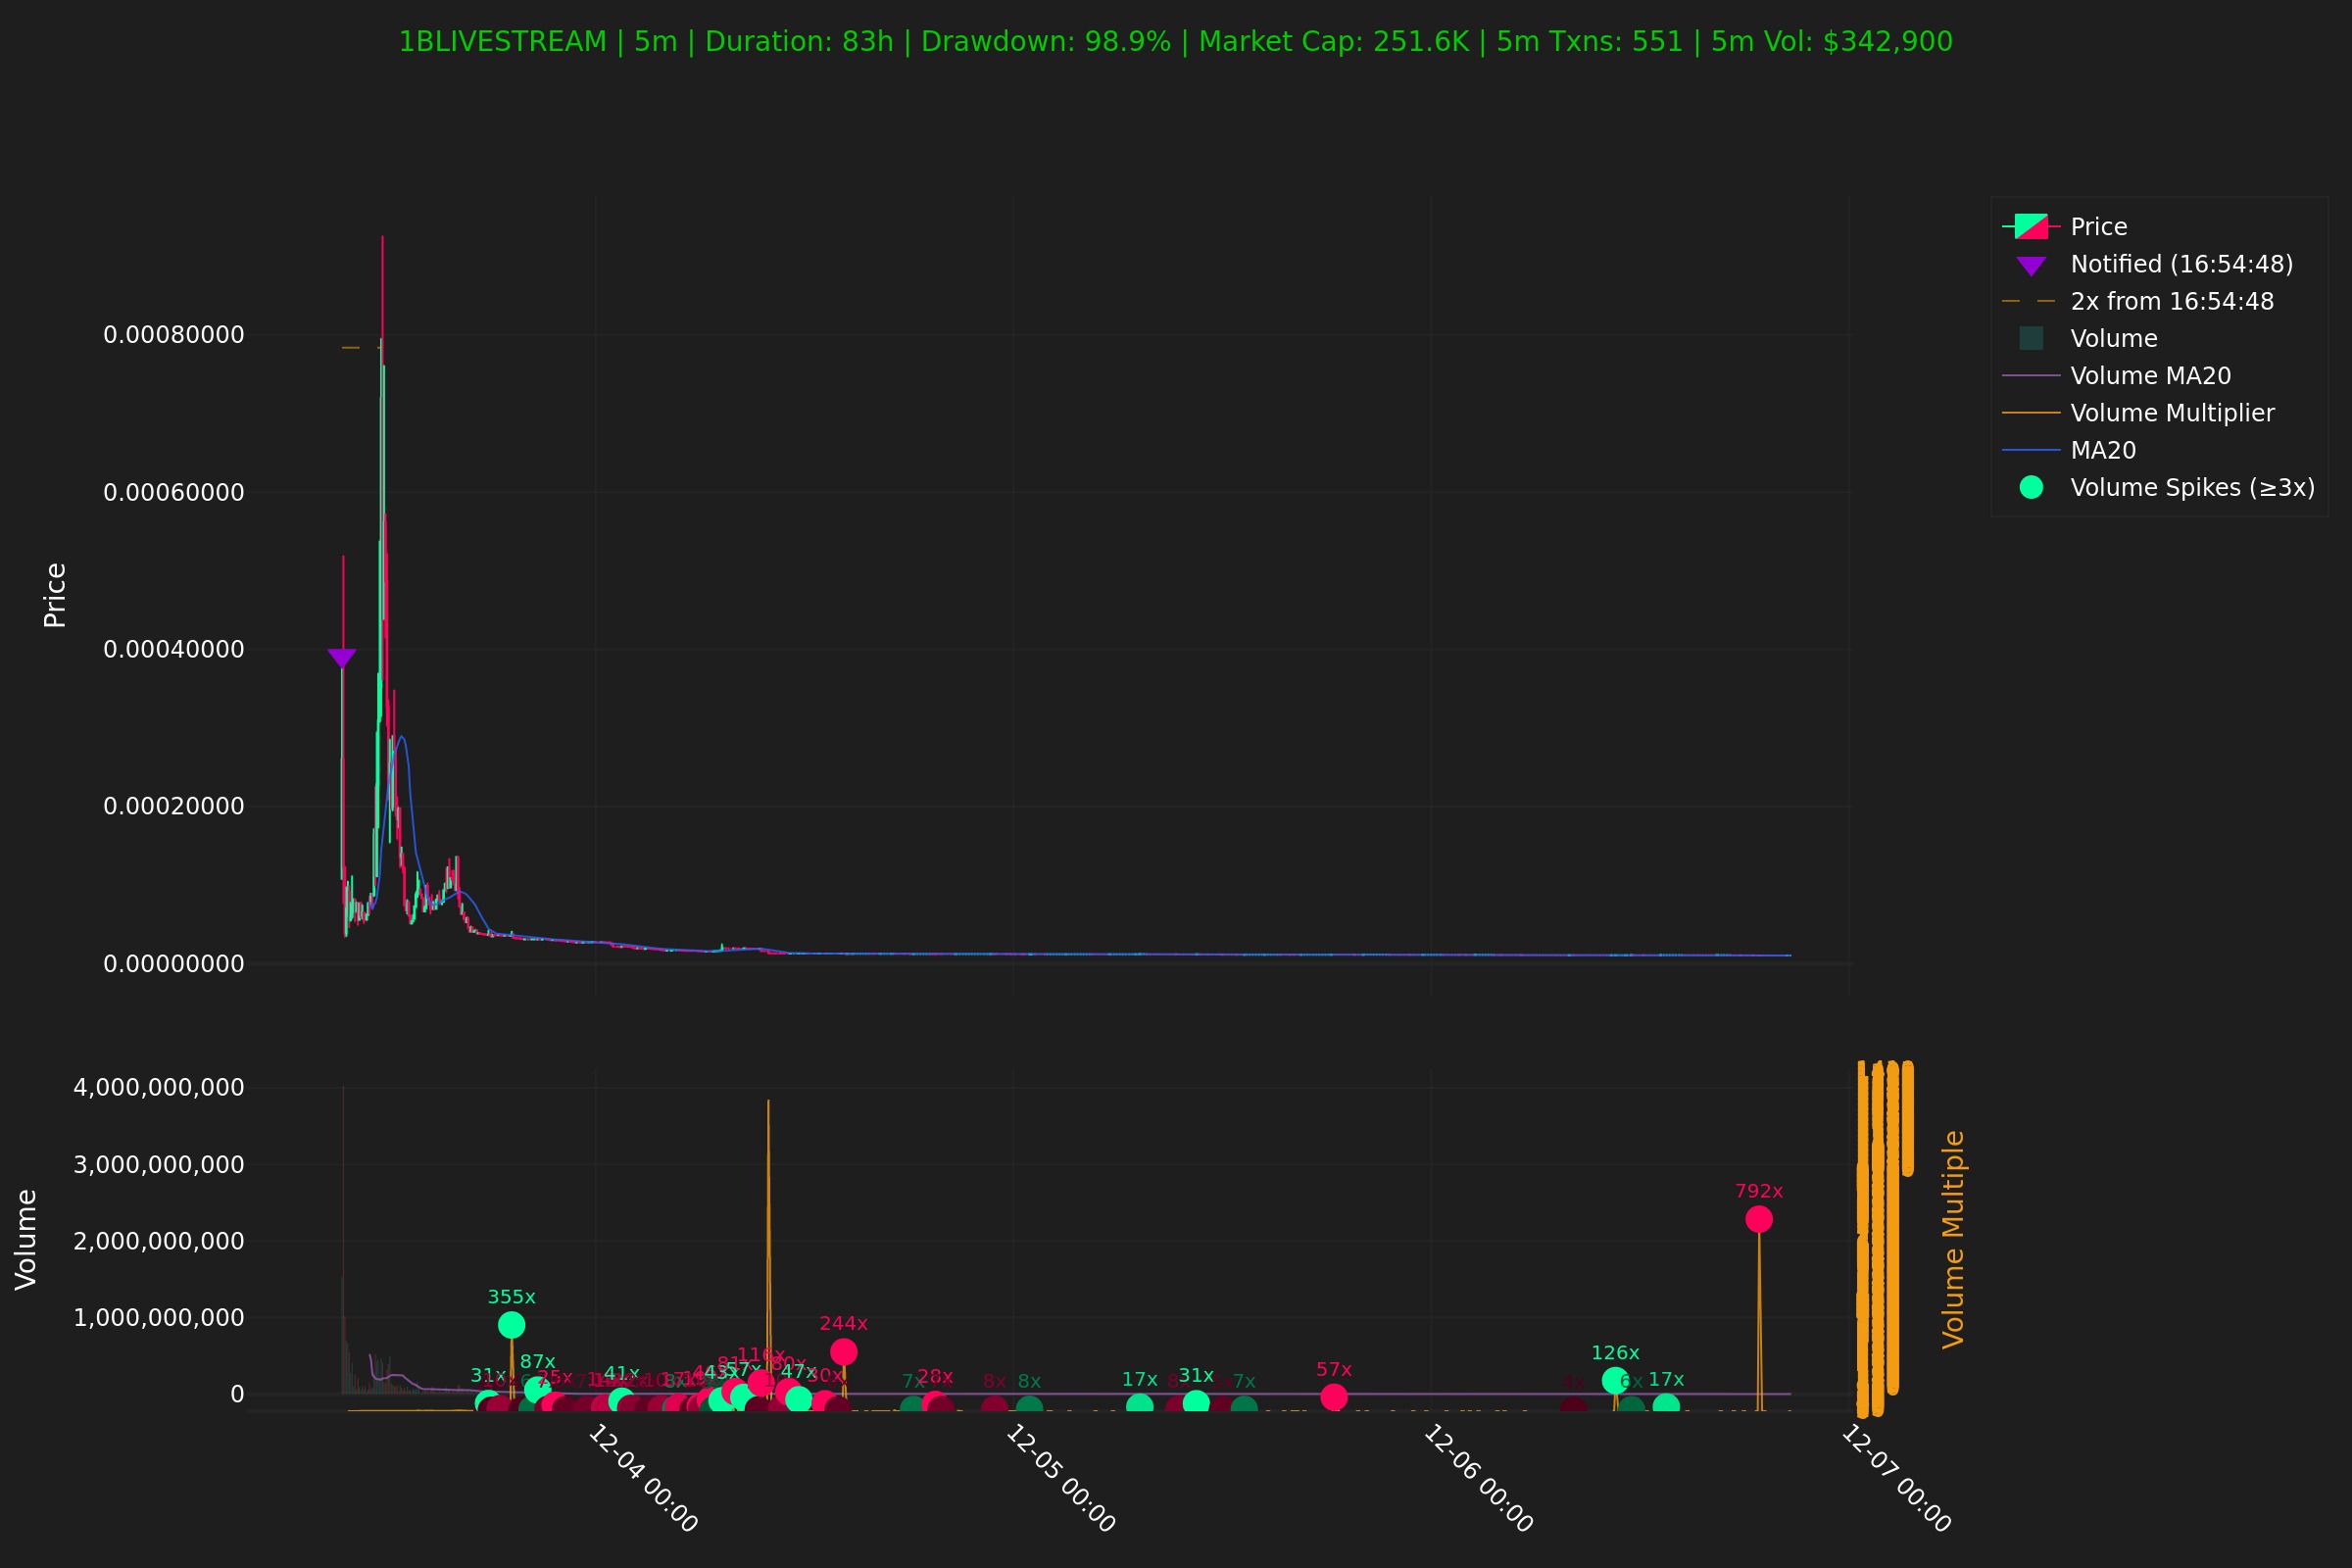 1BLIVESTREAM | 5m | Duration: 83h | Drawdown: 98.9% | Market Cap: 251.6K | 5m Txns: 551 | 5m Vol: $342,900
Price
Notified (16:54:48)
2x from 16:54:48
Volume
Volume MA20
Volume Multiplier
MA20
Volume Spikes (≥3x)
Price
0.00080000
0.00060000
0.00040000
0.00020000
0.00000000
Volume
4,000,000,000
3,000,000,000
2,000,000,000
1,000,000,000
0
Volume Multiple
792x
355x
244x
126x
116x
87x
31x
25x
41x
57x
47x
30x
7x
28x
8x
8x
17x
31x
7x
57x
6x
17x
12-04 00:00
12-05 00:00
12-06 00:00
12-07 00:00